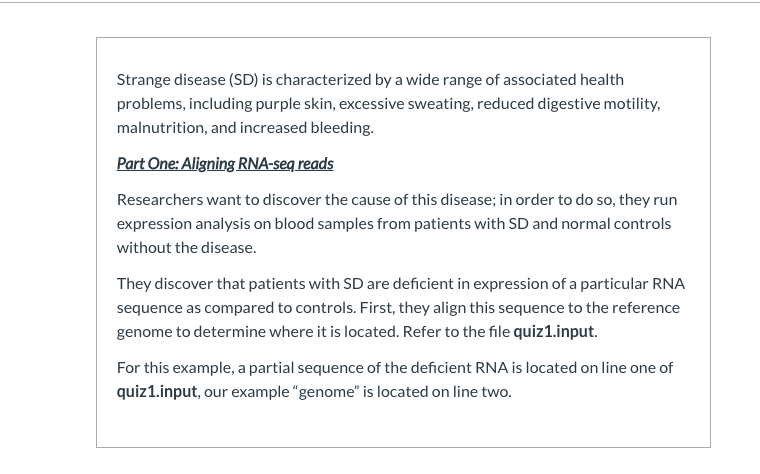 Strange disease (SD) is characterized by a wide range of associated health
problems, including purple skin, excessive sweating, reduced digestive motility,
malnutrition, and increased bleeding.
Part One: Aligning RNA-seq reads
Researchers want to discover the cause of this disease; in order to do so, they run
expression analysis on blood samples from patients with SD and normal controls
without the disease.
They discover that patients with SD are deficient in expression of a particular RNA
sequence as compared to controls. First, they align this sequence to the reference
genome to determine where it is located. Refer to the file quiz1.input.
For this example, a partial sequence of the deficient RNA is located on line one of
quiz1.input, our example “genome” is located on line two.